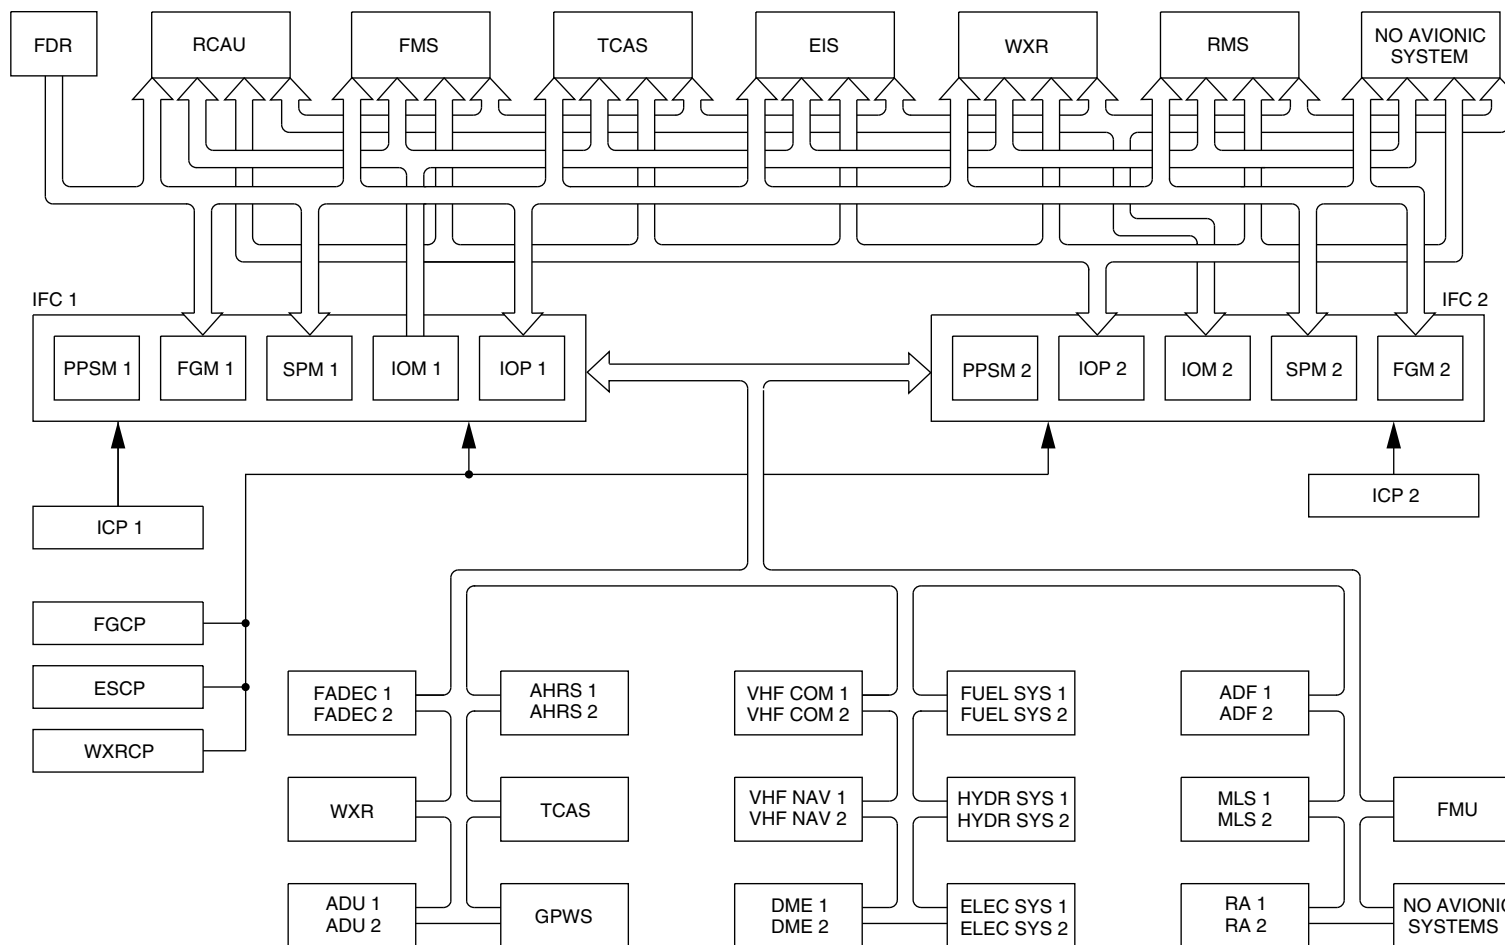 FDR
RCAU
FMS
TCAS
EIS
WXR
RMS
NO AVIONIC
SYSTEM
IFC 1
IFC 2
PPSM 1
FGM 1
SPM 1
IOM 1
IOP 1
PPSM 2
IOP 2
IOM 2
SPM 2
FGM 2
ICP 1
ICP 2
FGCP
ESCP
WXRCP
FADEC 1
FADEC 2
AHRS 1
AHRS 2
VHF COM 1
VHF COM 2
FUEL SYS 1
FUEL SYS 2
ADF 1
ADF 2
WXR
TCAS
VHF NAV 1
VHF NAV 2
HYDR SYS 1
HYDR SYS 2
MLS 1
MLS 2
FMU
ADU 1
ADU 2
GPWS
DME 1
DME 2
ELEC SYS 1
ELEC SYS 2
RA 1
RA 2
NO AVIONIC
SYSTEMS